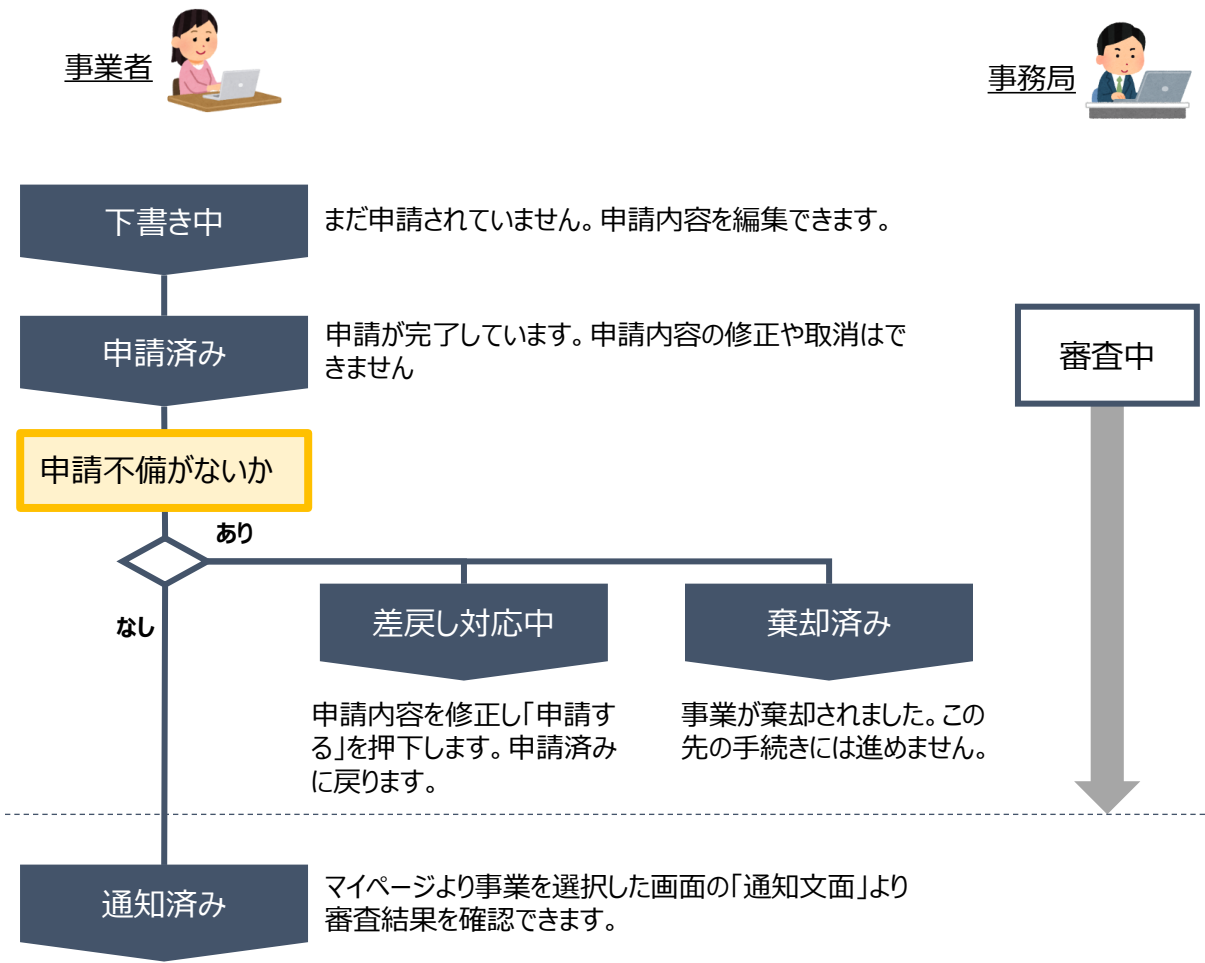 事業者
事務局
下書き中
まだ申請されていません。申請内容を編集できます。
申請済み
申請が完了しています。申請内容の修正や取消はで
きません
審査中
申請不備がないか
あり
なし
差戻し対応中
棄却済み
申請内容を修正し「申請す
る」を押下します。申請済み
に戻ります。
事業が棄却されました。この
先の手続きには進めません。
通知済み
マイページより事業を選択した画面の「通知文面」より
審査結果を確認できます。